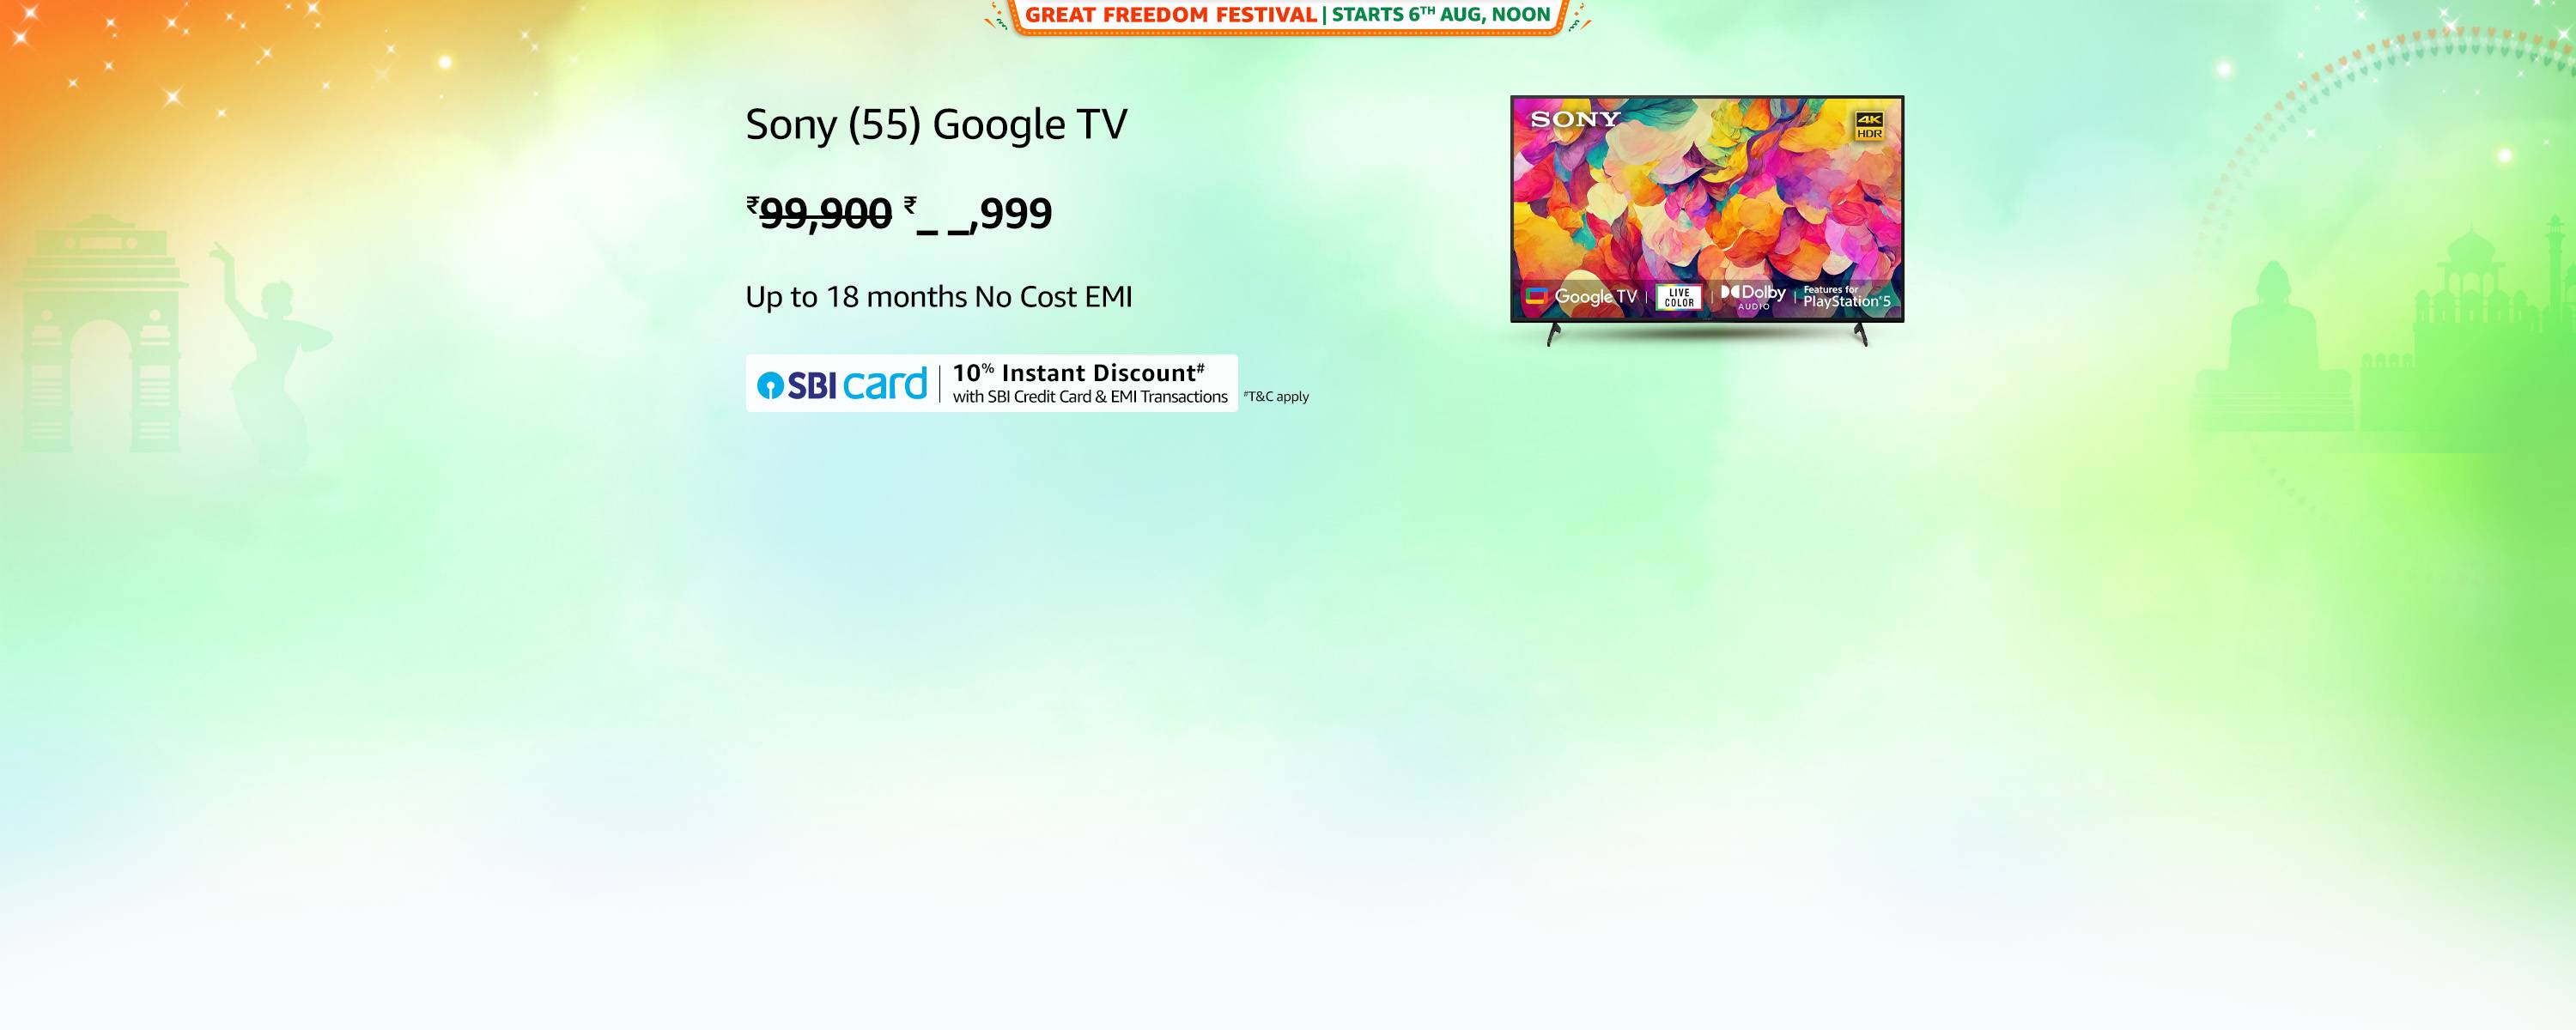 GREAT FREEDOM FESTIVAL | STARTS 6TH AUG, NOON
Sony (55) Google TV
₹99,900 ₹_ _,999
Up to 18 months No Cost EMI
SBI card | 10% Instant Discount#
with SBI Credit Card & EMI Transactions
#T&C apply
SONY
4K
HDR
Google TV | LIVE COLOR | Dolby AUDIO | Features for PlayStation®5